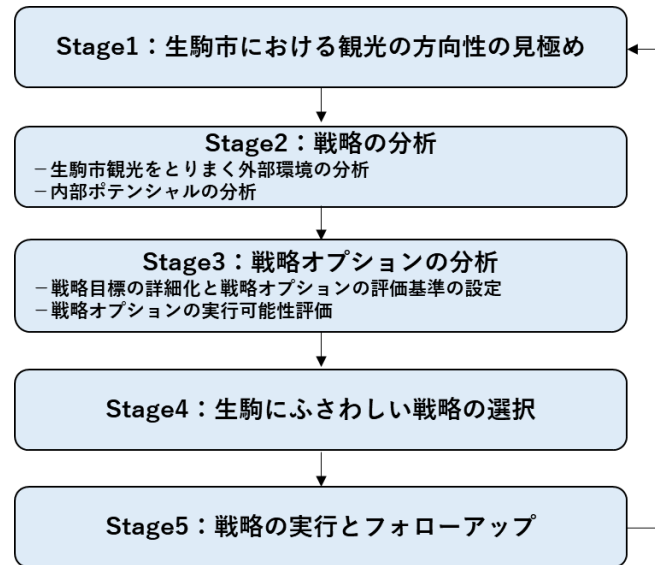 Stage1：生駒市における観光の方向性の見極め
Stage2：戦略の分析
－生駒市観光をとりまく外部環境の分析
－内部ポテンシャルの分析
Stage3：戦略オプションの分析
－戦略目標の詳細化と戦略オプションの評価基準の設定
－戦略オプションの実行可能性評価
Stage4：生駒にふさわしい戦略の選択
Stage5：戦略の実行とフォローアップ